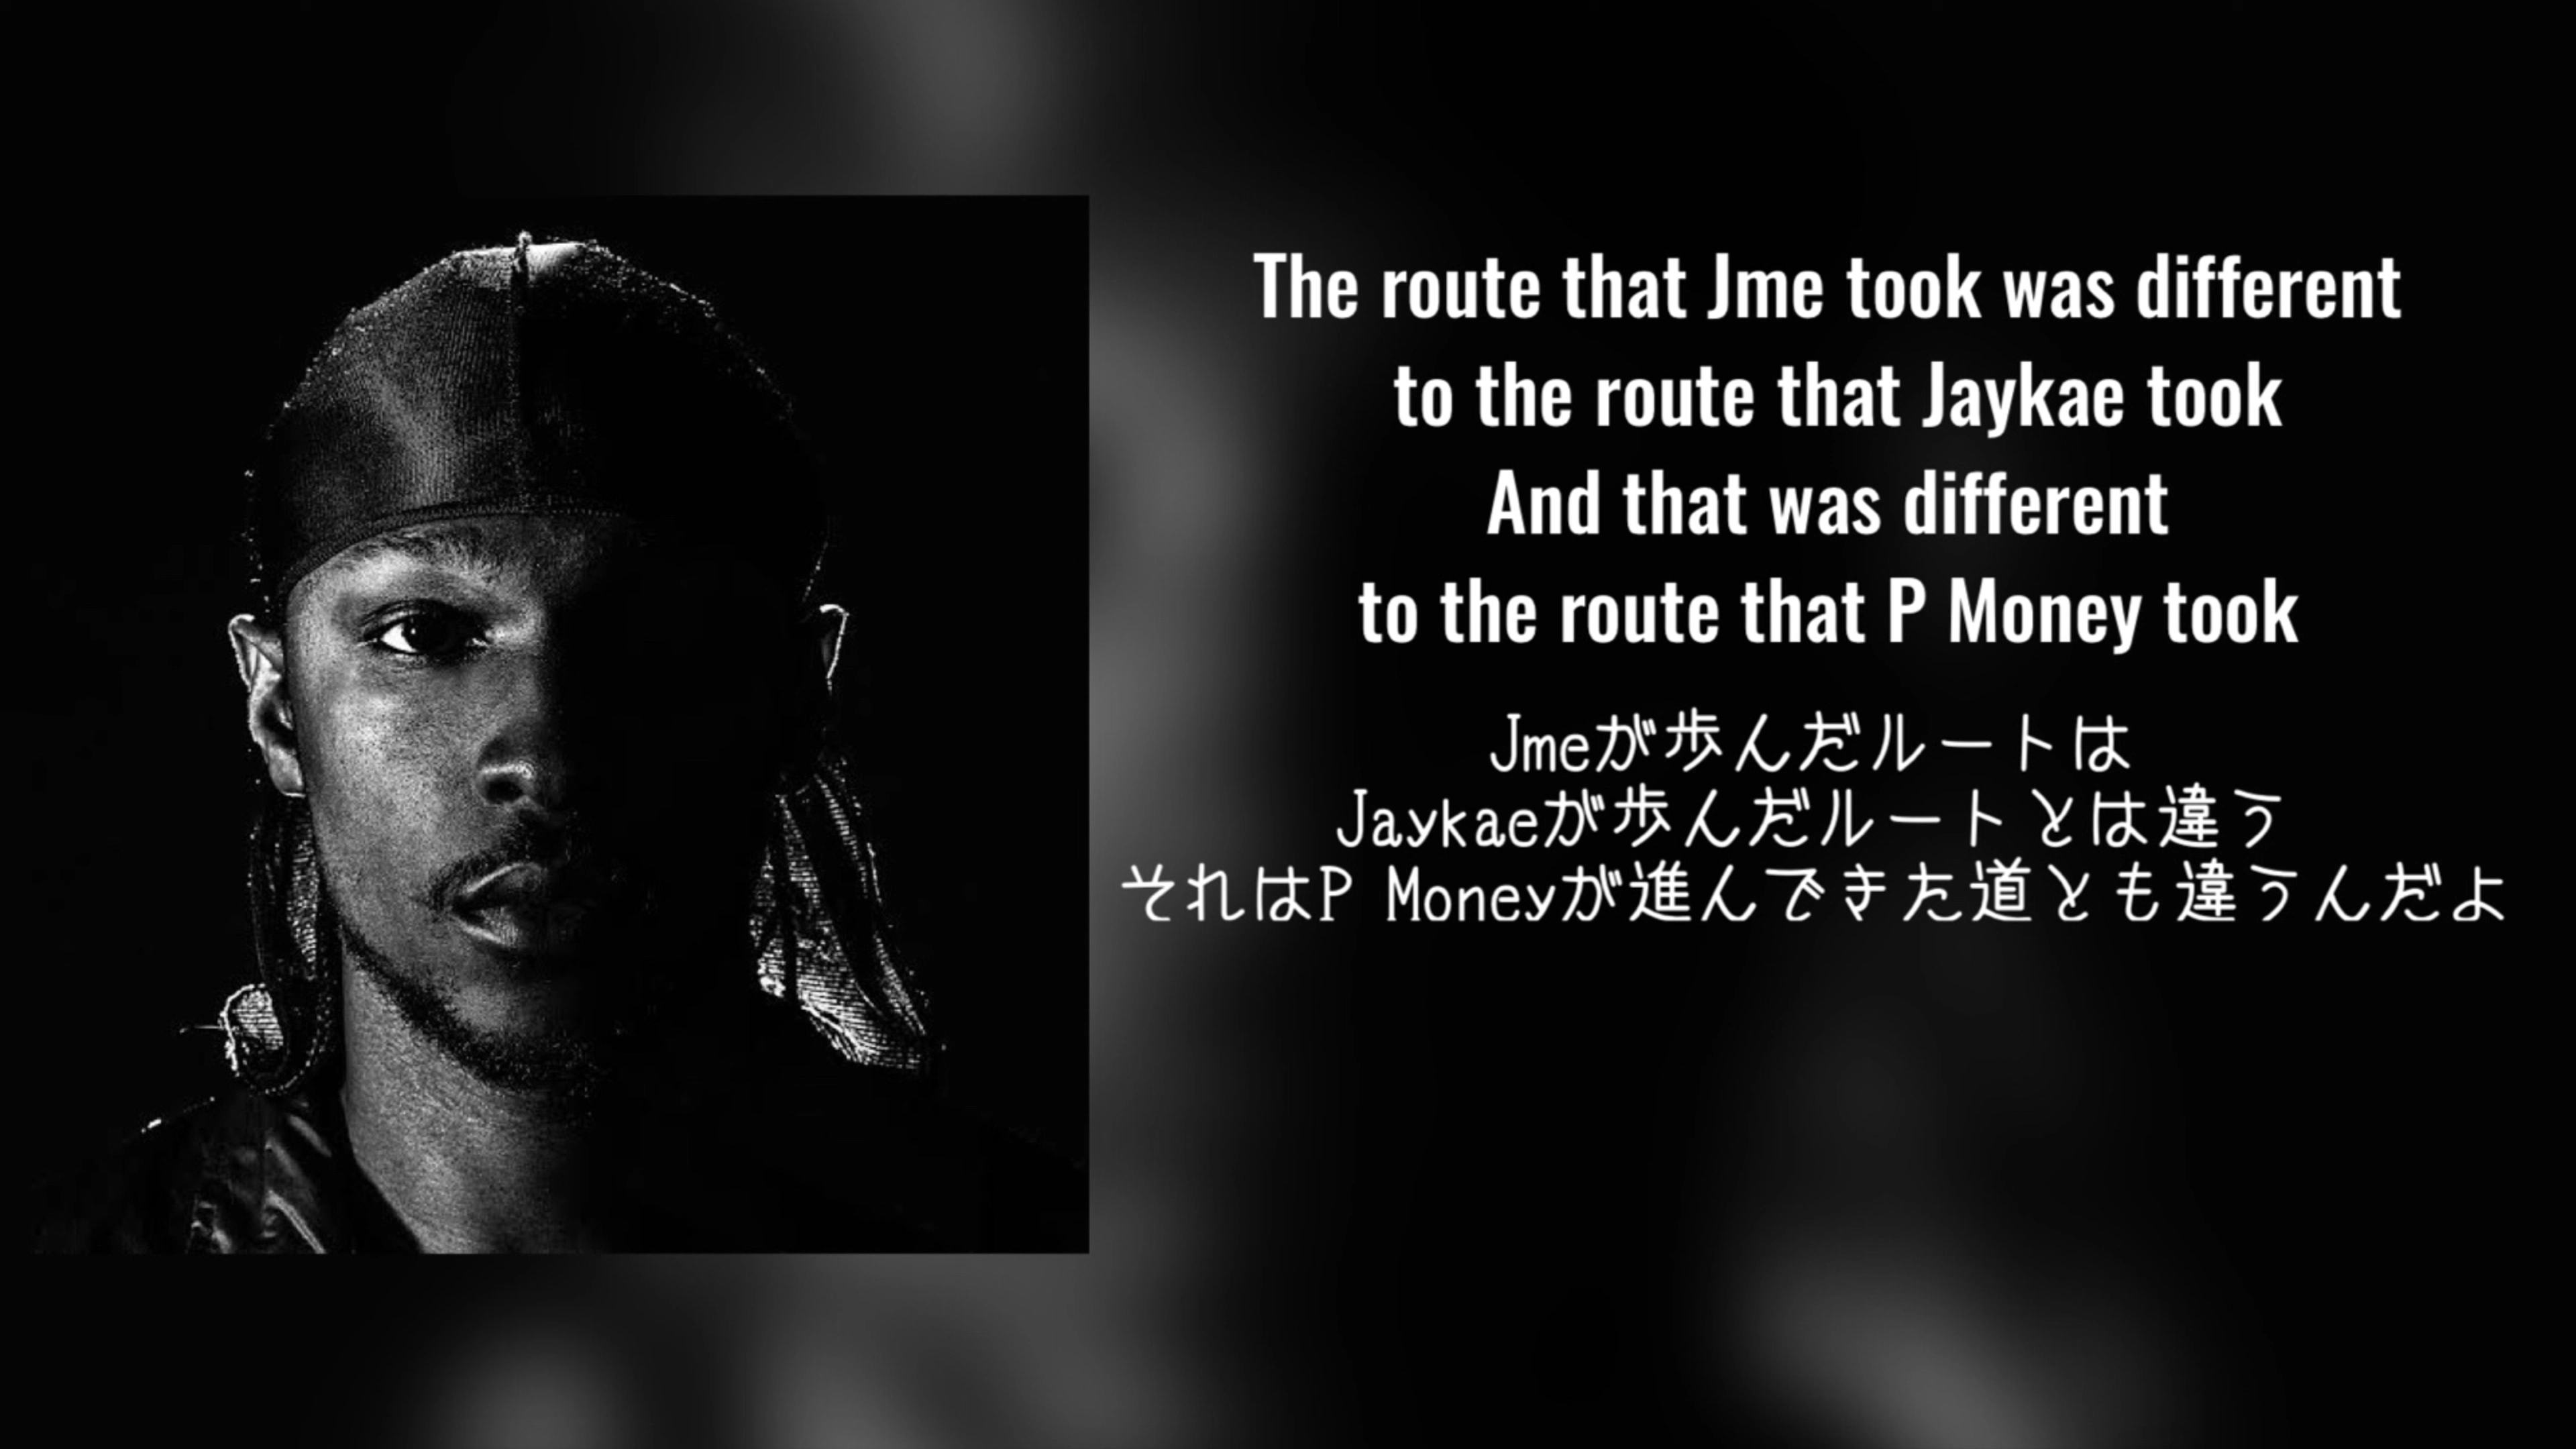 The route that Jme took was different
to the route that Jaykae took
And that was different
to the route that P Money took
Jmeが歩んだルートは
Jaykaeが歩んだルートとは違う
それはP Moneyが進んできた道とも違うんだよ